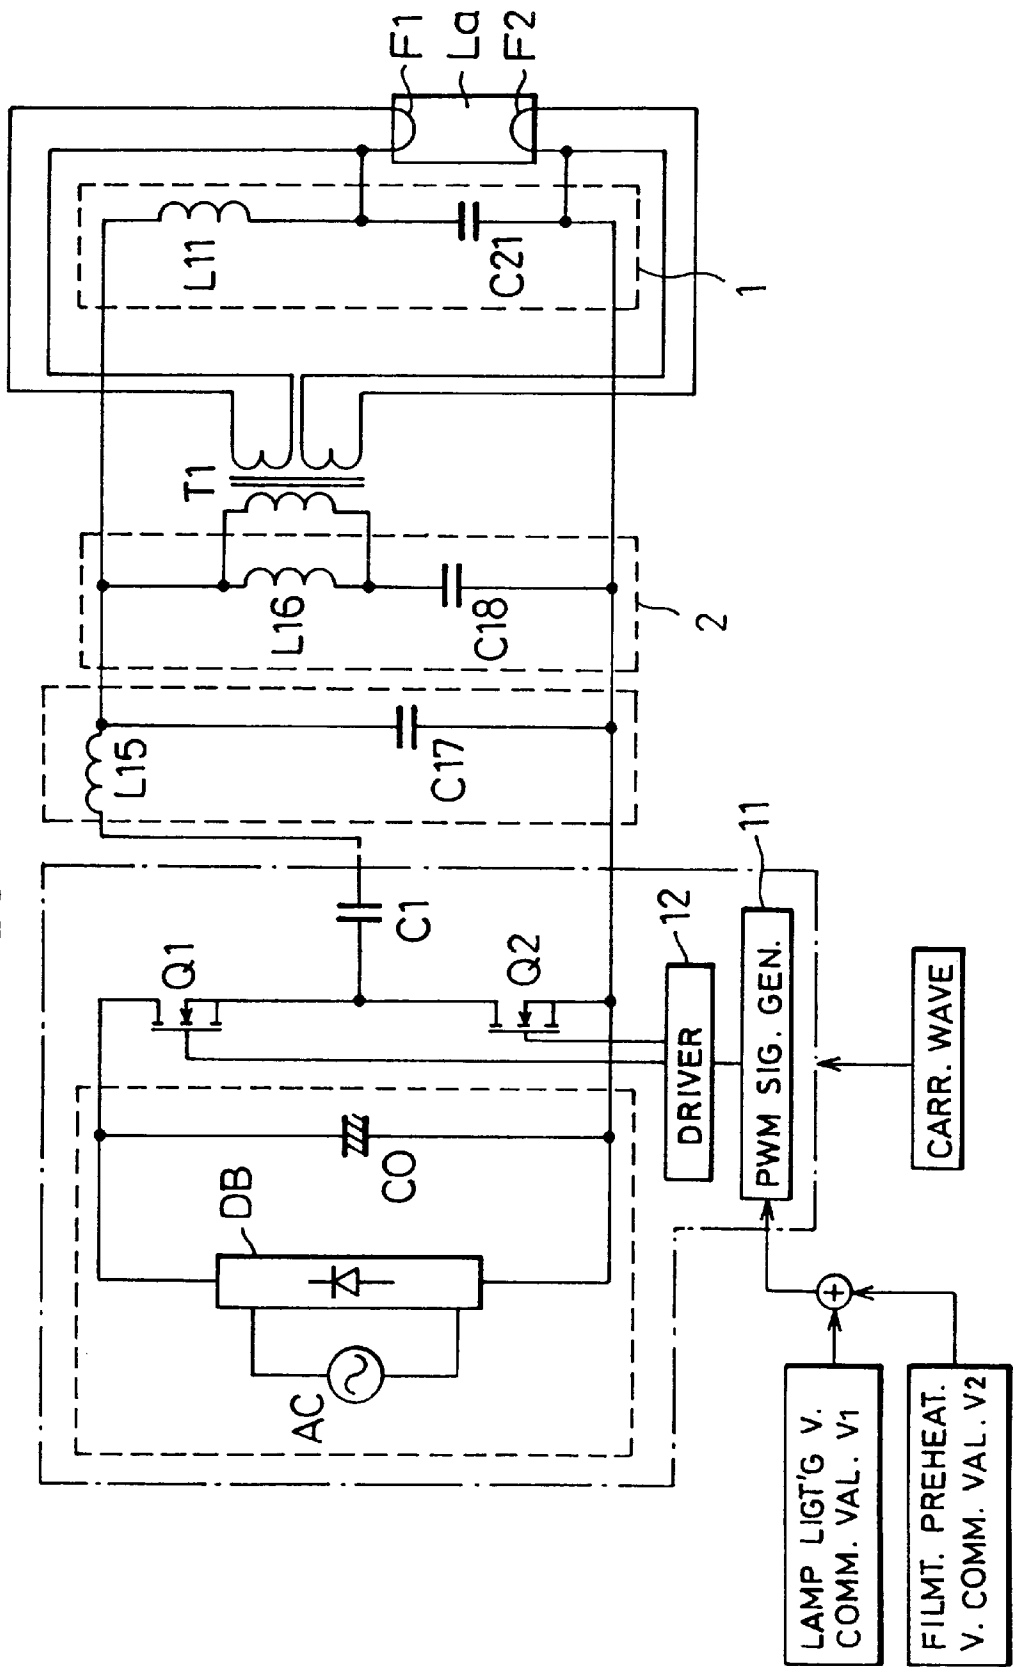 F1
La
F2
L11
C21
1
T1
L16
C18
2
L15
C17
C1
Q1
Q2
12
11
DRIVER
PWM SIG. GEN.
CARR. WAVE
CO
DB
AC
LAMP LIGT'G V.
COMM. VAL. V1
FILMT. PREHEAT.
V. COMM. VAL. V2